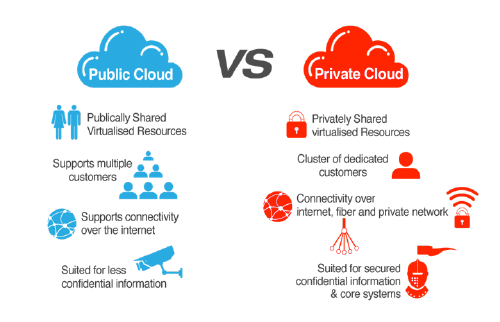 Public Cloud
VS
Private Cloud
Publically Shared
Virtualised Resources
Supports multiple
customers
Supports connectivity
over the internet
Suited for less
confidential information
Privately Shared
virtualised Resources
Cluster of dedicated
customers
Connectivity over
internet, fiber and private network
Suited for secured
confidential information
& core systems